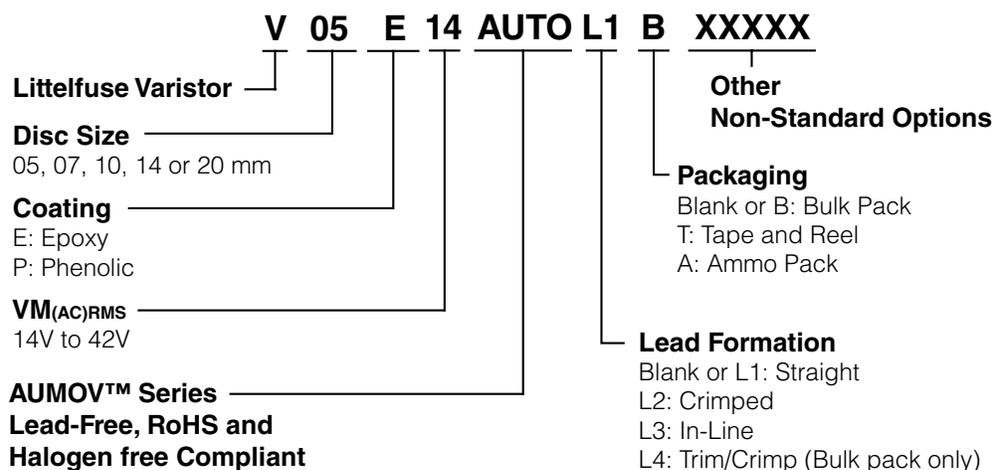 V 05 E 14 AUTO L1 B XXXXX
Littelfuse Varistor
Disc Size
05, 07, 10, 14 or 20 mm
Coating
E: Epoxy
P: Phenolic
VM(AC)RMS
14V to 42V
AUMOV™ Series
Lead-Free, RoHS and
Halogen free Compliant
Other
Non-Standard Options
Packaging
Blank or B: Bulk Pack
T: Tape and Reel
A: Ammo Pack
Lead Formation
Blank or L1: Straight
L2: Crimped
L3: In-Line
L4: Trim/Crimp (Bulk pack only)